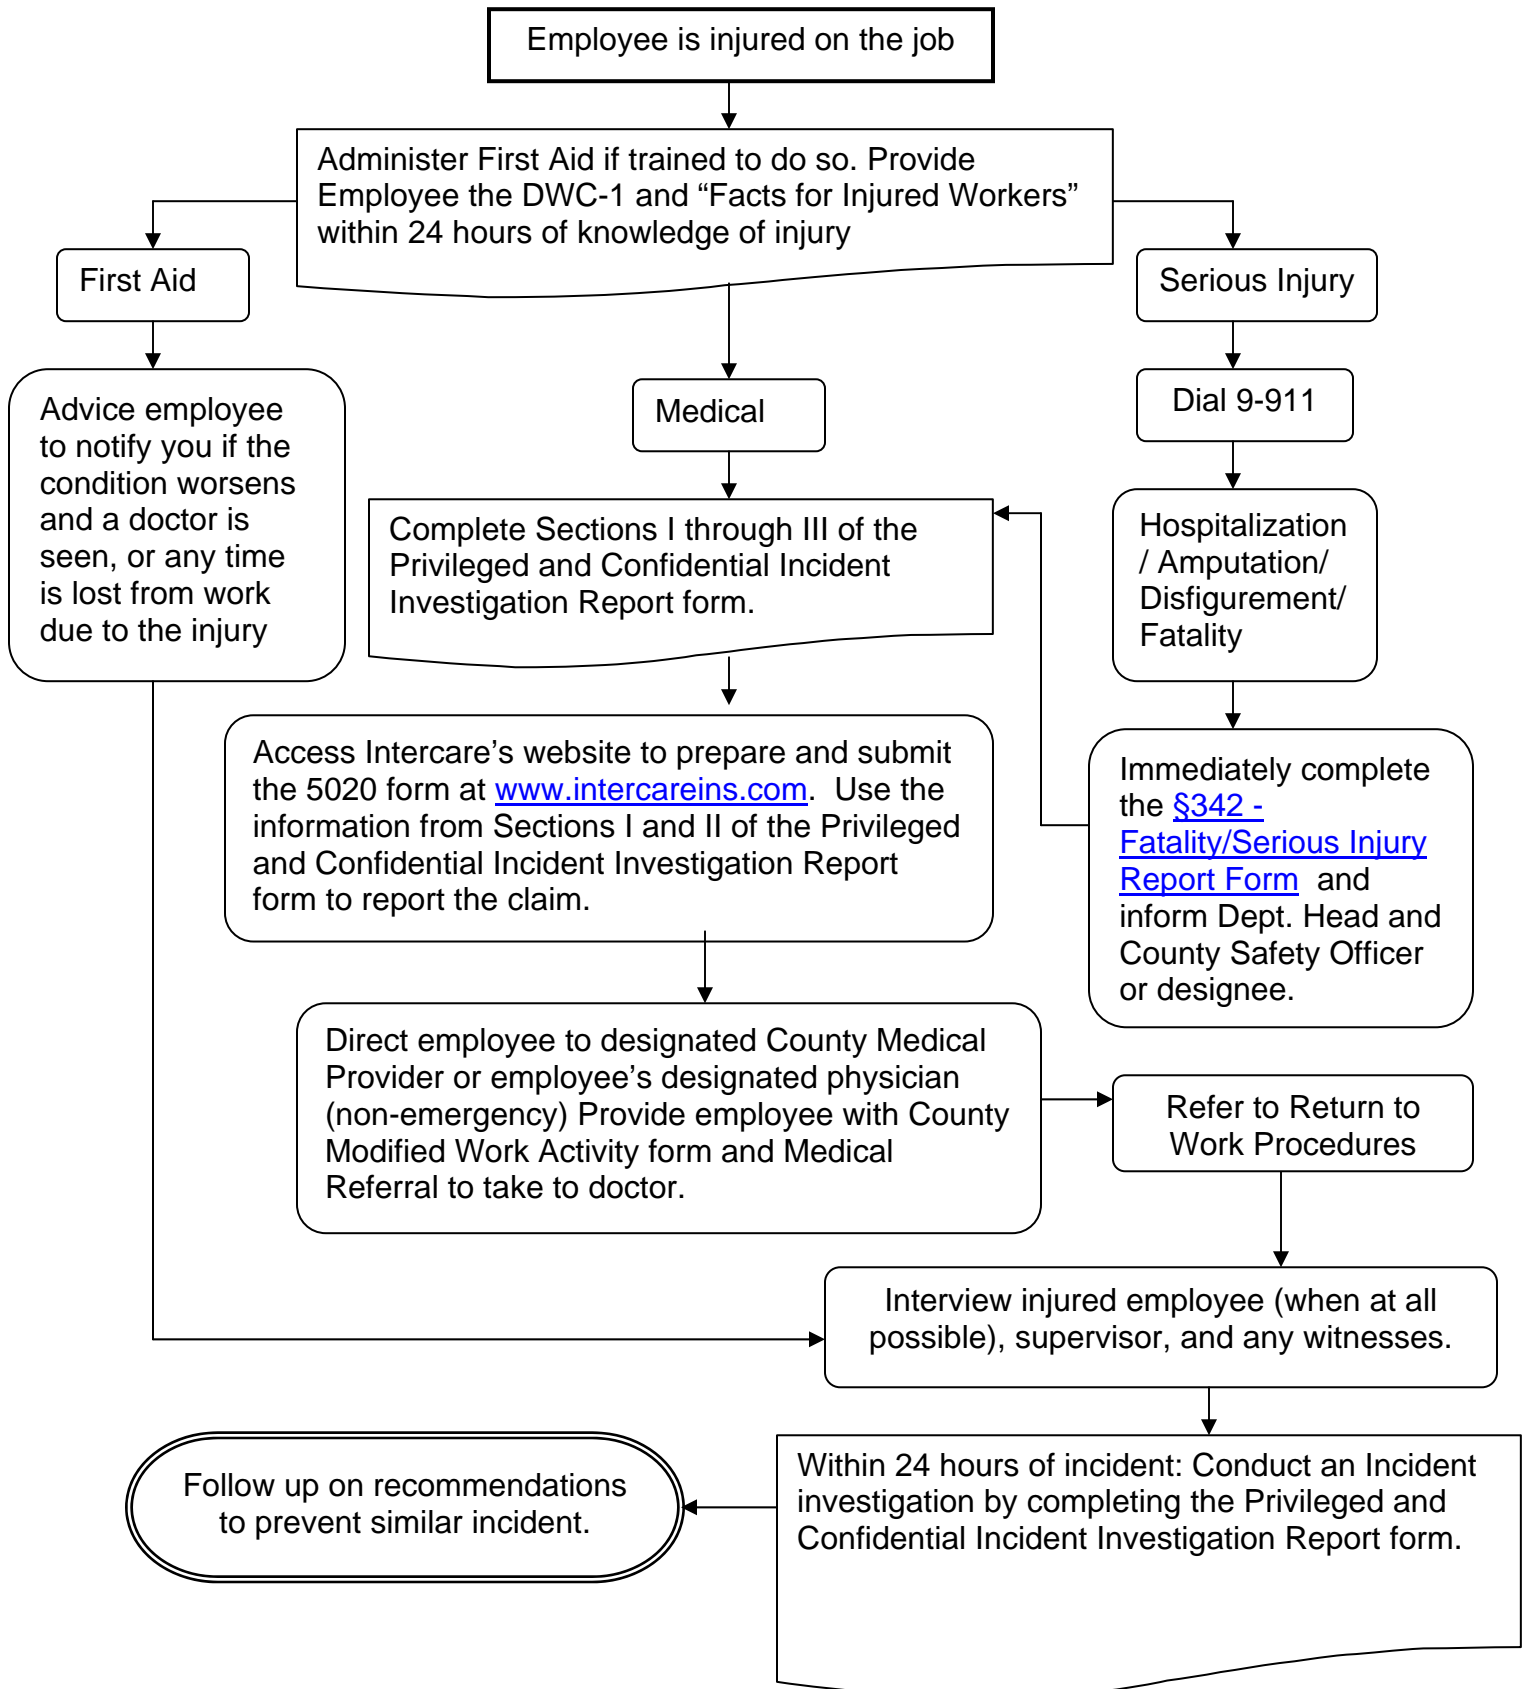 Employee is injured on the job
Administer First Aid if trained to do so. Provide
Employee the DWC-1 and “Facts for Injured Workers”
within 24 hours of knowledge of injury
First Aid
Serious Injury
Advice employee
to notify you if the
condition worsens
and a doctor is
seen, or any time
is lost from work
due to the injury
Medical
Dial 9-911
Complete Sections I through III of the
Privileged and Confidential Incident
Investigation Report form.
Hospitalization
/ Amputation/
Disfigurement/
Fatality
Access Intercare’s website to prepare and submit
the 5020 form at www.intercareins.com.  Use the
information from Sections I and II of the Privileged
and Confidential Incident Investigation Report
form to report the claim.
Immediately complete
the §342 -
Fatality/Serious Injury
Report Form  and
inform Dept. Head and
County Safety Officer
or designee.
Direct employee to designated County Medical
Provider or employee’s designated physician
(non-emergency) Provide employee with County
Modified Work Activity form and Medical
Referral to take to doctor.
Refer to Return to
Work Procedures
Interview injured employee (when at all
possible), supervisor, and any witnesses.
Within 24 hours of incident: Conduct an Incident
investigation by completing the Privileged and
Confidential Incident Investigation Report form.
Follow up on recommendations
to prevent similar incident.